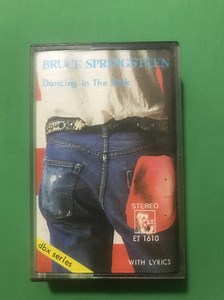 BRUCE SPRINGSTEEN
Dancing in The Dark
STEREO
ET 1610
dbx series
WITH LYRICS